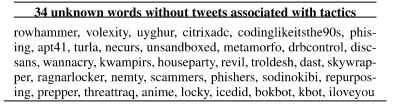 34 unknown words without tweets associated with tactics
rowhammer, volexity, uyghur, citrixadc, codinglikeitsthe90s, phis-
ing, apt41, turla, necurs, unsandboxed, metamorfo, drbcontrol, disc-
sans, wannacry, kwampirs, houseparty, revil, troldesh, dast, skywrap-
per, ragnarlocker, nemty, scammers, phishers, sodinokibi, repurpos-
ing, prepper, threattraq, anime, locky, icedid, bokbot, kbot, iloveyou